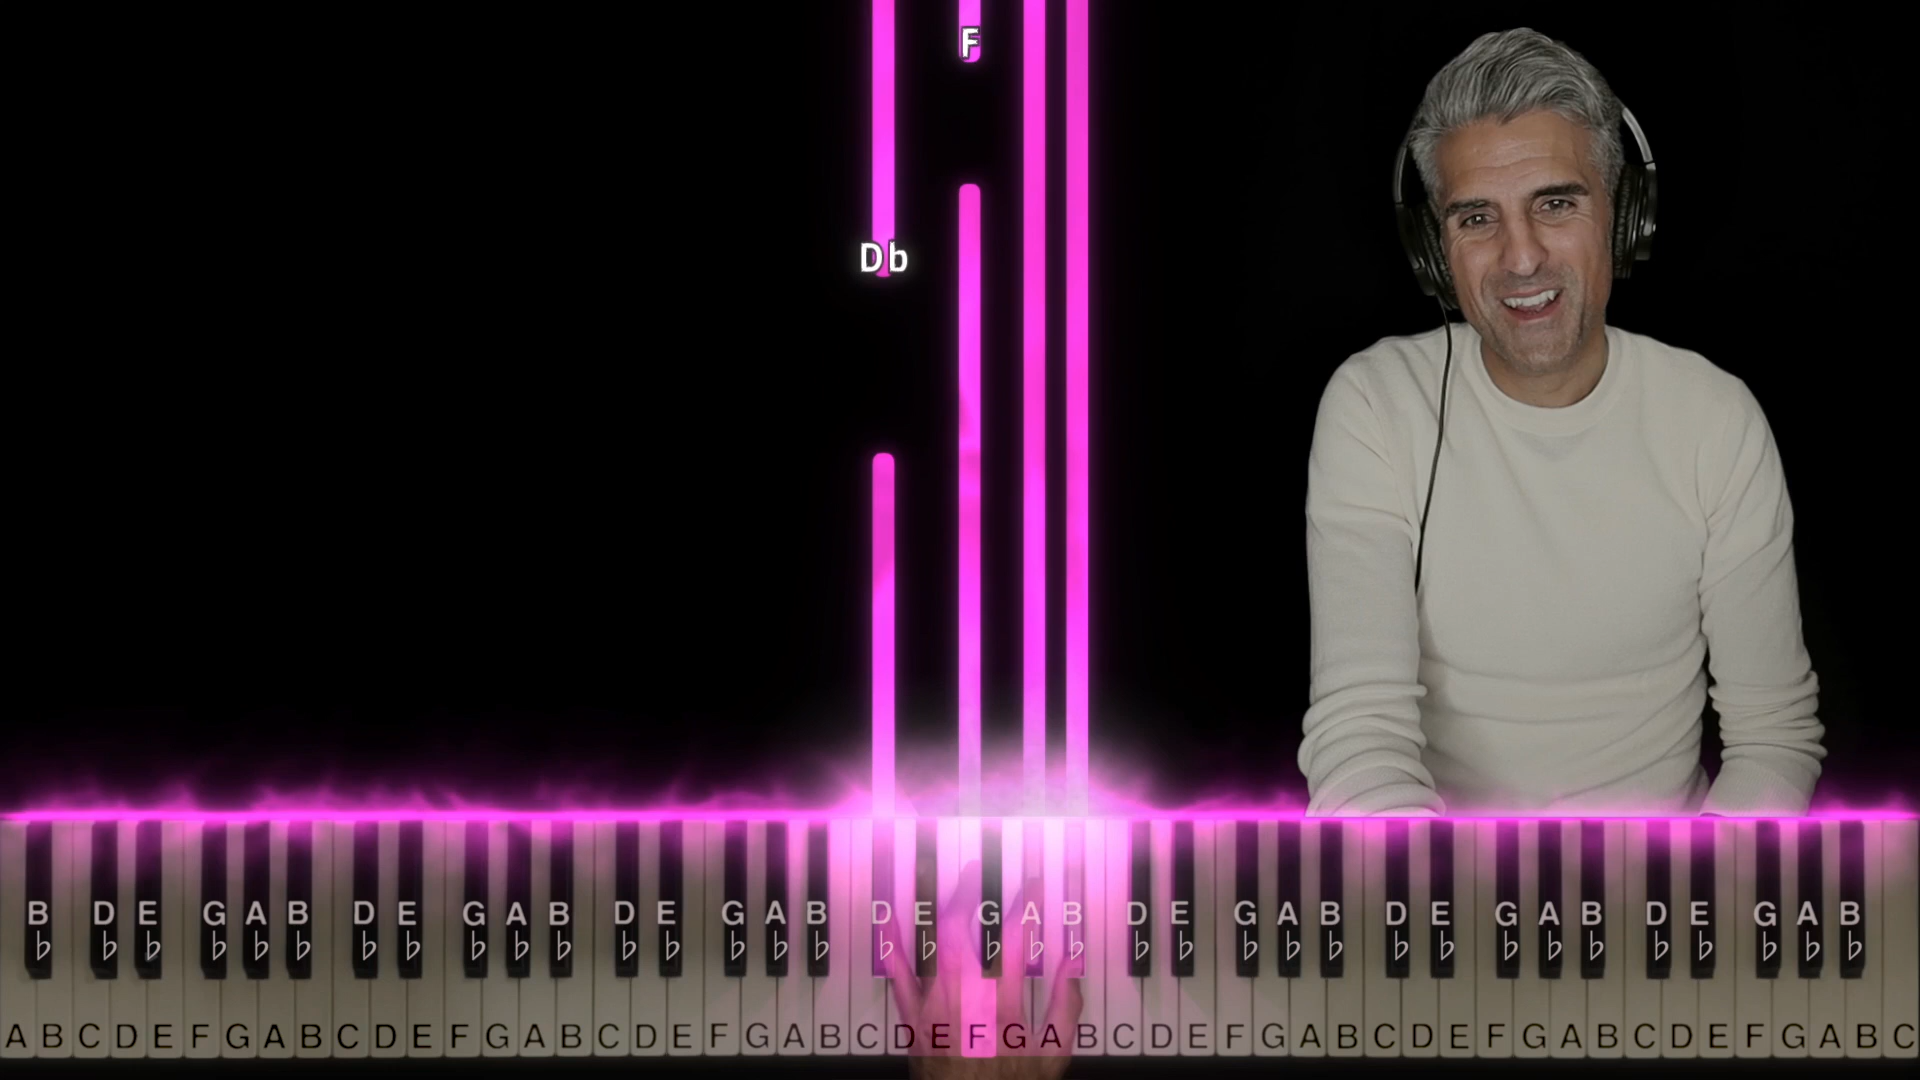 F
Db
B D E G A B D E G A B D E G A B D E G A B D E G A B D E G A B D E G A B
♭ ♭ ♭ ♭ ♭ ♭ ♭ ♭ ♭ ♭ ♭ ♭ ♭ ♭ ♭ ♭ ♭ ♭ ♭ ♭ ♭ ♭ ♭ ♭ ♭ ♭ ♭ ♭ ♭ ♭ ♭ ♭ ♭ ♭ ♭ ♭
A B C D E F G A B C D E F G A B C D E F G A B C D E F G A B C D E F G A B C D E F G A B C D E F G A B C